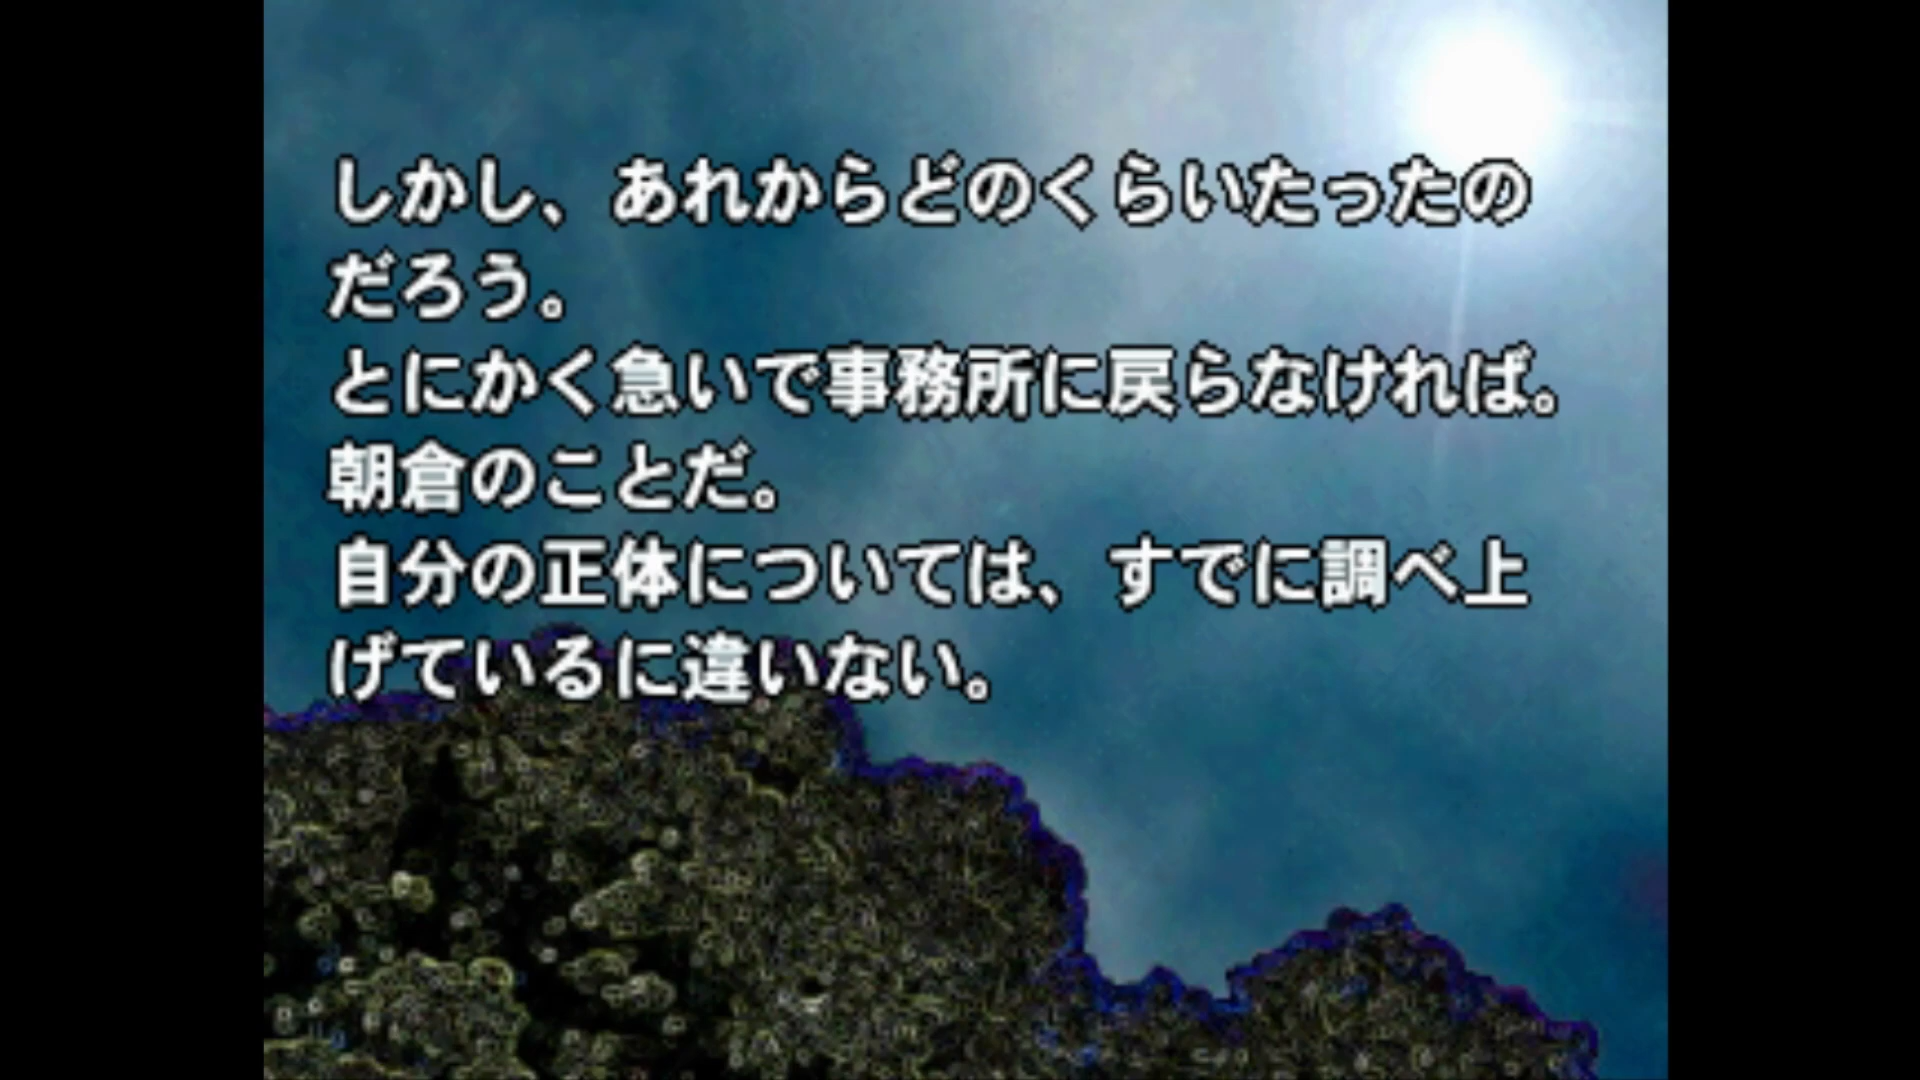 しかし、あれからどのくらいたったの
だろう。
とにかく急いで事務所に戻らなければ。
朝倉のことだ。
自分の正体については、すでに調べ上
げているに違いない。